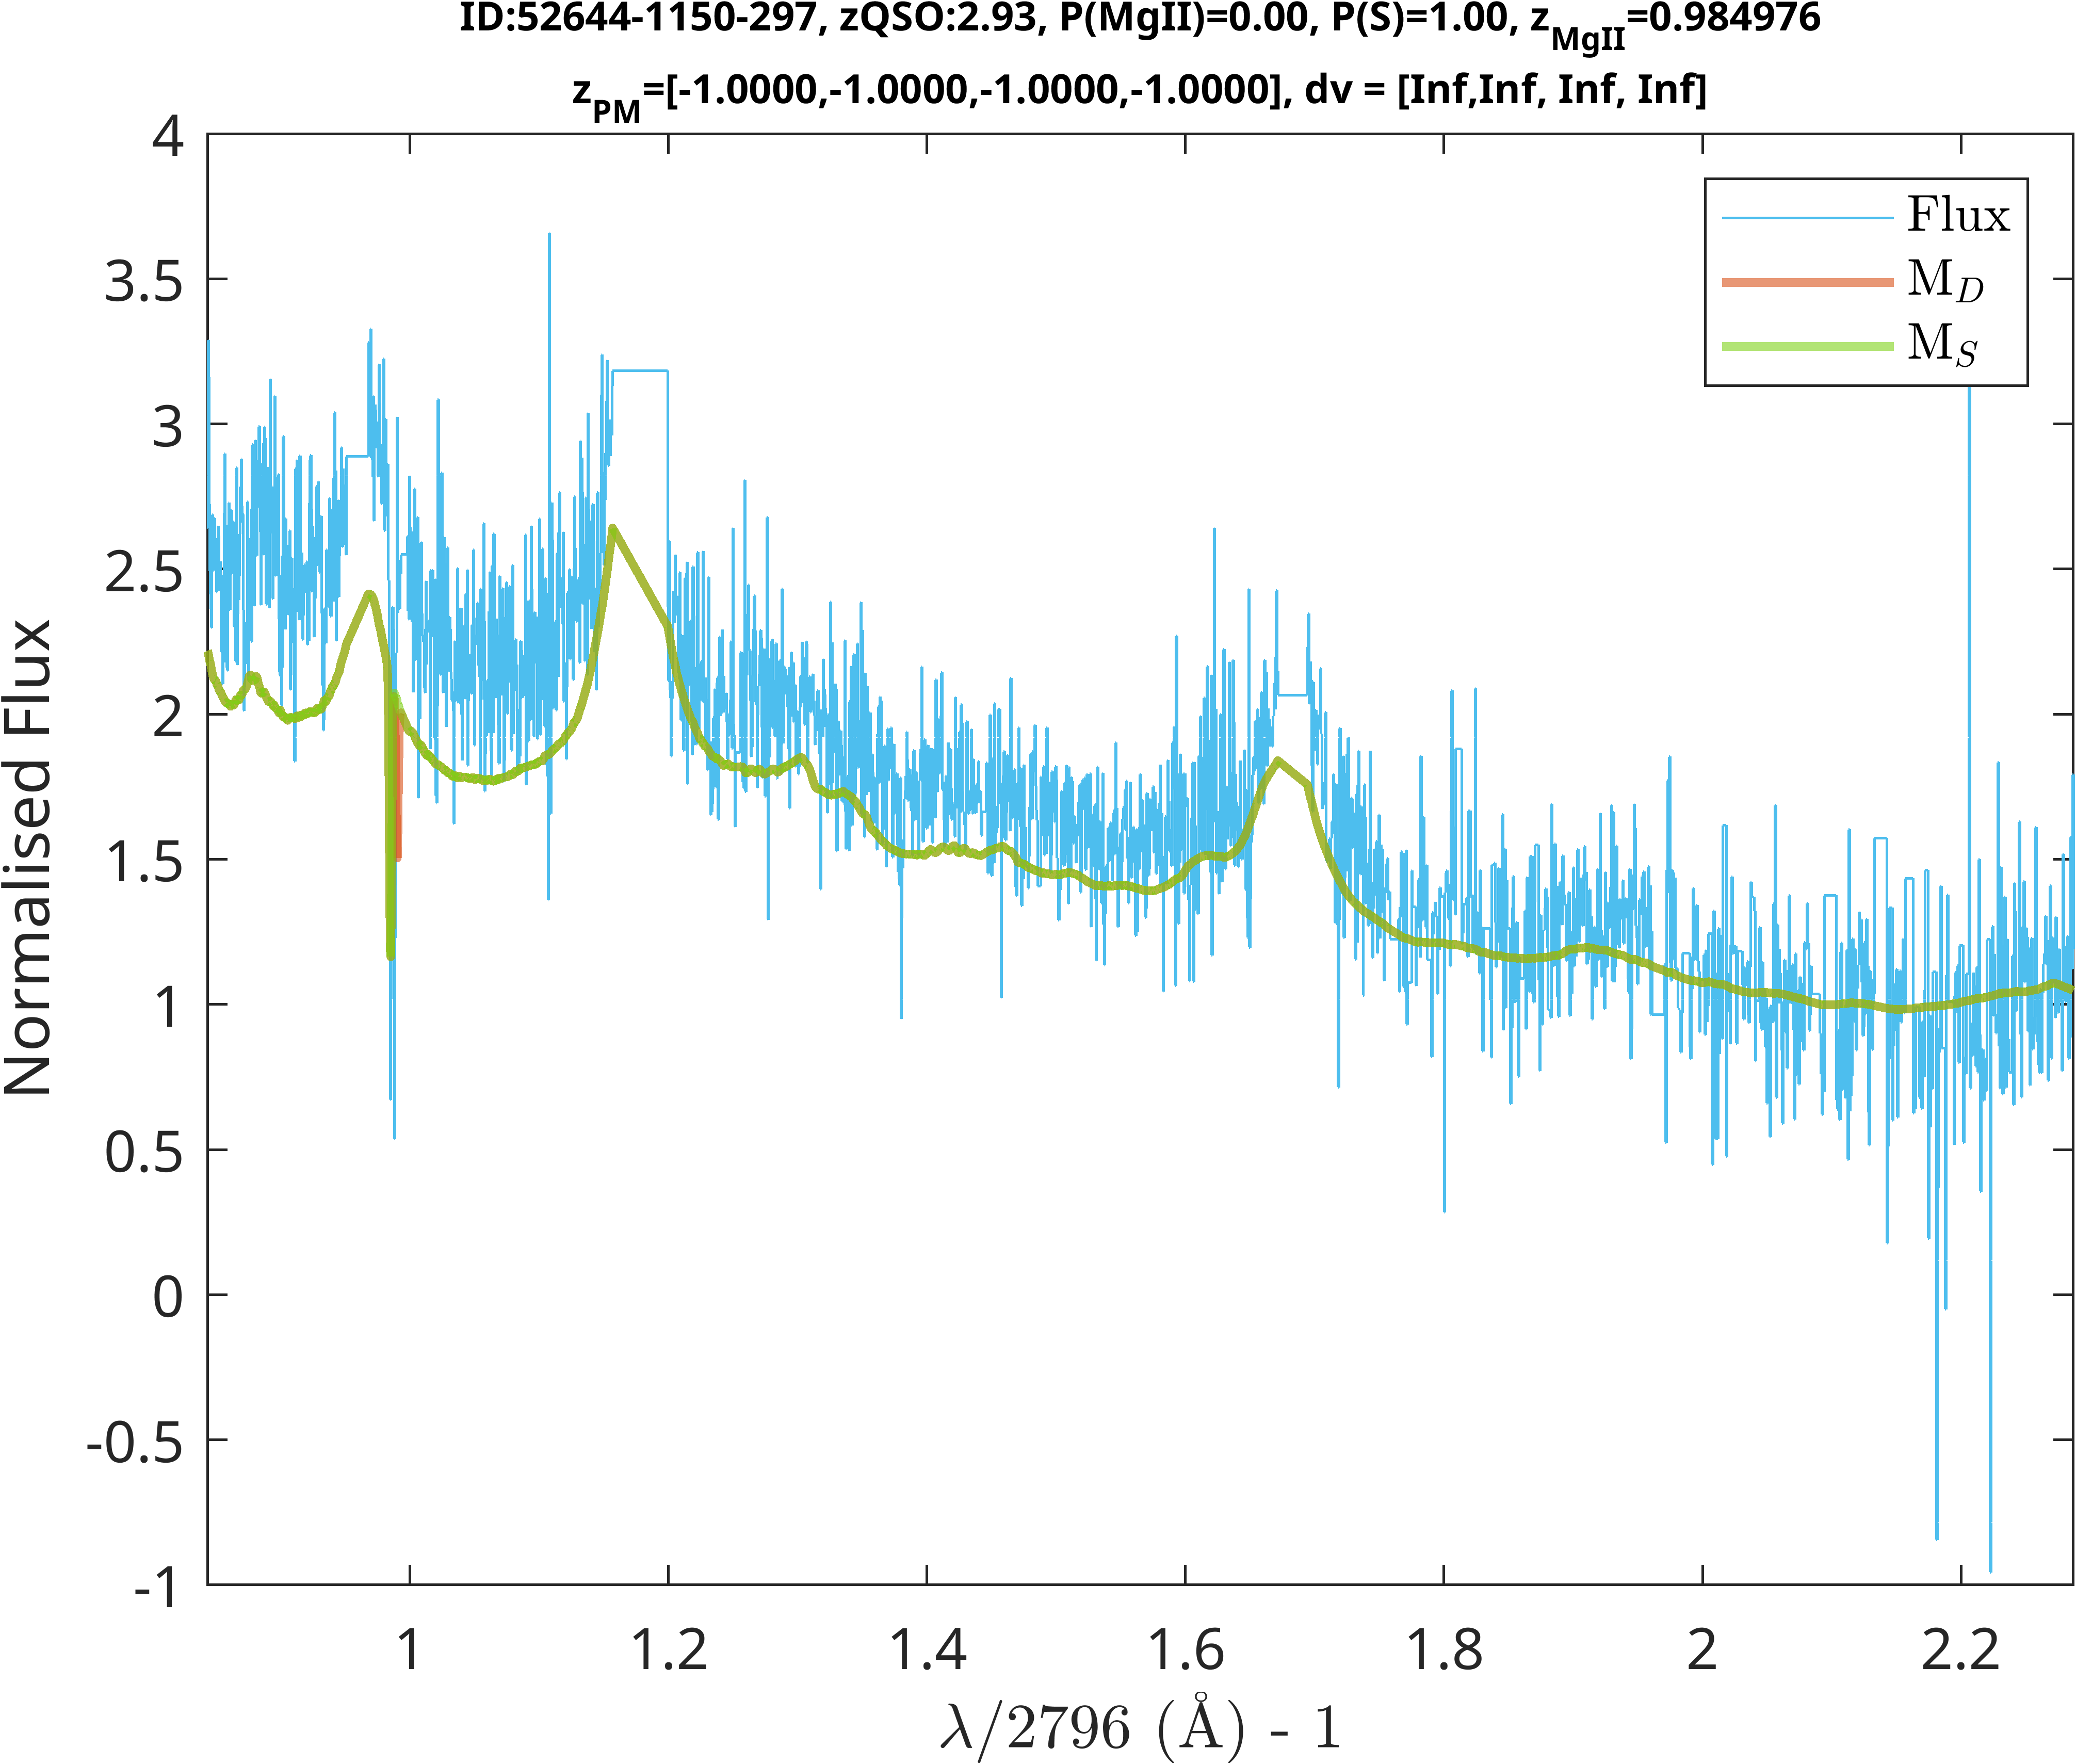 ID:52644-1150-297, zQSO:2.93, P(MgII)=0.00, P(S)=1.00, zMgII=0.984976
zPM=[-1.0000,-1.0000,-1.0000,-1.0000], dv = [Inf,Inf, Inf, Inf]
4
3.5
3
2.5
2
1.5
1
0.5
0
-0.5
-1
Normalised Flux
Flux
MD
MS
1
1.2
1.4
1.6
1.8
2
2.2
λ/2796 (Å) - 1